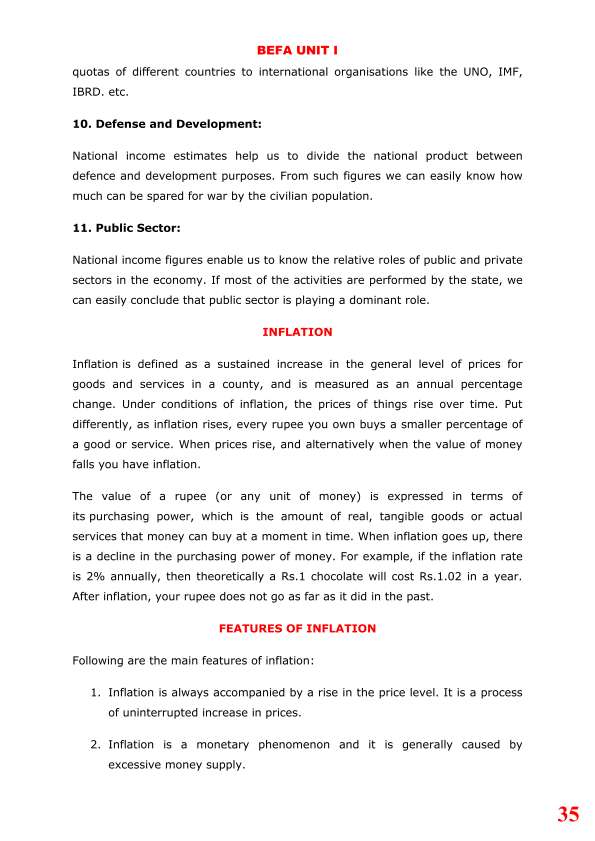 BEFA UNIT I
quotas of different countries to international organisations like the UNO, IMF,
IBRD. etc.
10. Defense and Development:
National income estimates help us to divide the national product between
defence and development purposes. From such figures we can easily know how
much can be spared for war by the civilian population.
11. Public Sector:
National income figures enable us to know the relative roles of public and private
sectors in the economy. If most of the activities are performed by the state, we
can easily conclude that public sector is playing a dominant role.
INFLATION
Inflation is defined as a sustained increase in the general level of prices for
goods and services in a county, and is measured as an annual percentage
change. Under conditions of inflation, the prices of things rise over time. Put
differently, as inflation rises, every rupee you own buys a smaller percentage of
a good or service. When prices rise, and alternatively when the value of money
falls you have inflation.
The value of a rupee (or any unit of money) is expressed in terms of
its purchasing power, which is the amount of real, tangible goods or actual
services that money can buy at a moment in time. When inflation goes up, there
is a decline in the purchasing power of money. For example, if the inflation rate
is 2% annually, then theoretically a Rs.1 chocolate will cost Rs.1.02 in a year.
After inflation, your rupee does not go as far as it did in the past.
FEATURES OF INFLATION
Following are the main features of inflation:
1. Inflation is always accompanied by a rise in the price level. It is a process
of uninterrupted increase in prices.
2. Inflation is a monetary phenomenon and it is generally caused by
excessive money supply.
35